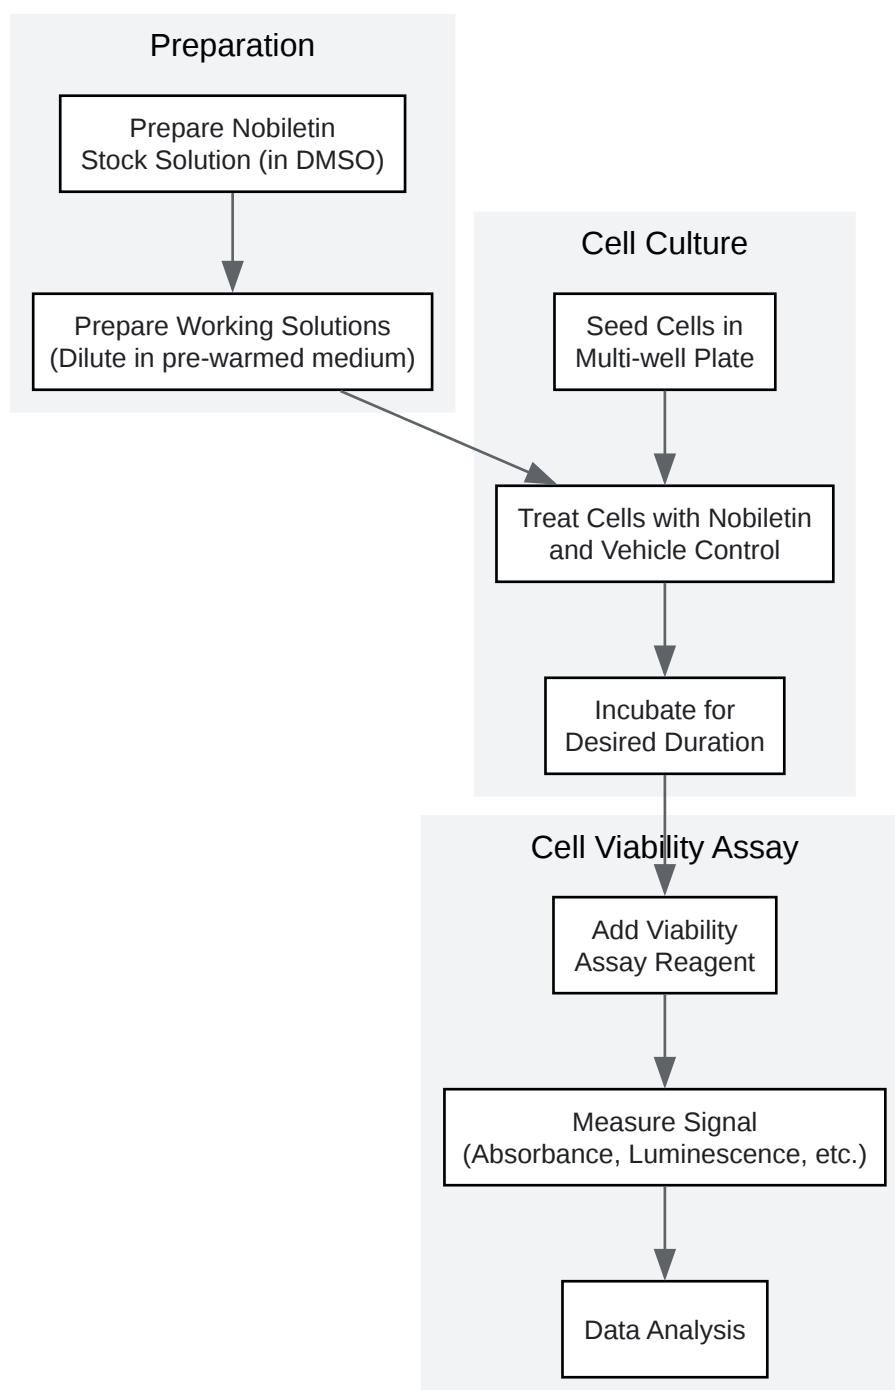 Preparation
Prepare Nobiletin
Stock Solution (in DMSO)
Prepare Working Solutions
(Dilute in pre-warmed medium)
Cell Culture
Seed Cells in
Multi-well Plate
Treat Cells with Nobiletin
and Vehicle Control
Incubate for
Desired Duration
Cell Viability Assay
Add Viability
Assay Reagent
Measure Signal
(Absorbance, Luminescence, etc.)
Data Analysis